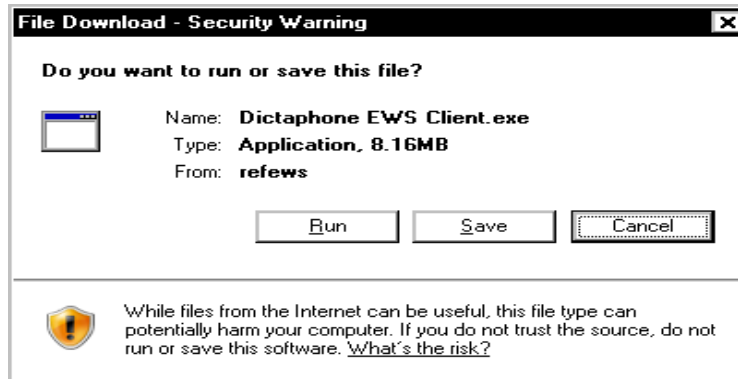 File Download - Security Warning
Do you want to run or save this file?
Name: Dictaphone EWS Client.exe
Type: Application, 8.16MB
From: refews
Run Save Cancel
While files from the Internet can be useful, this file type can
potentially harm your computer. If you do not trust the source, do not
run or save this software. What's the risk?